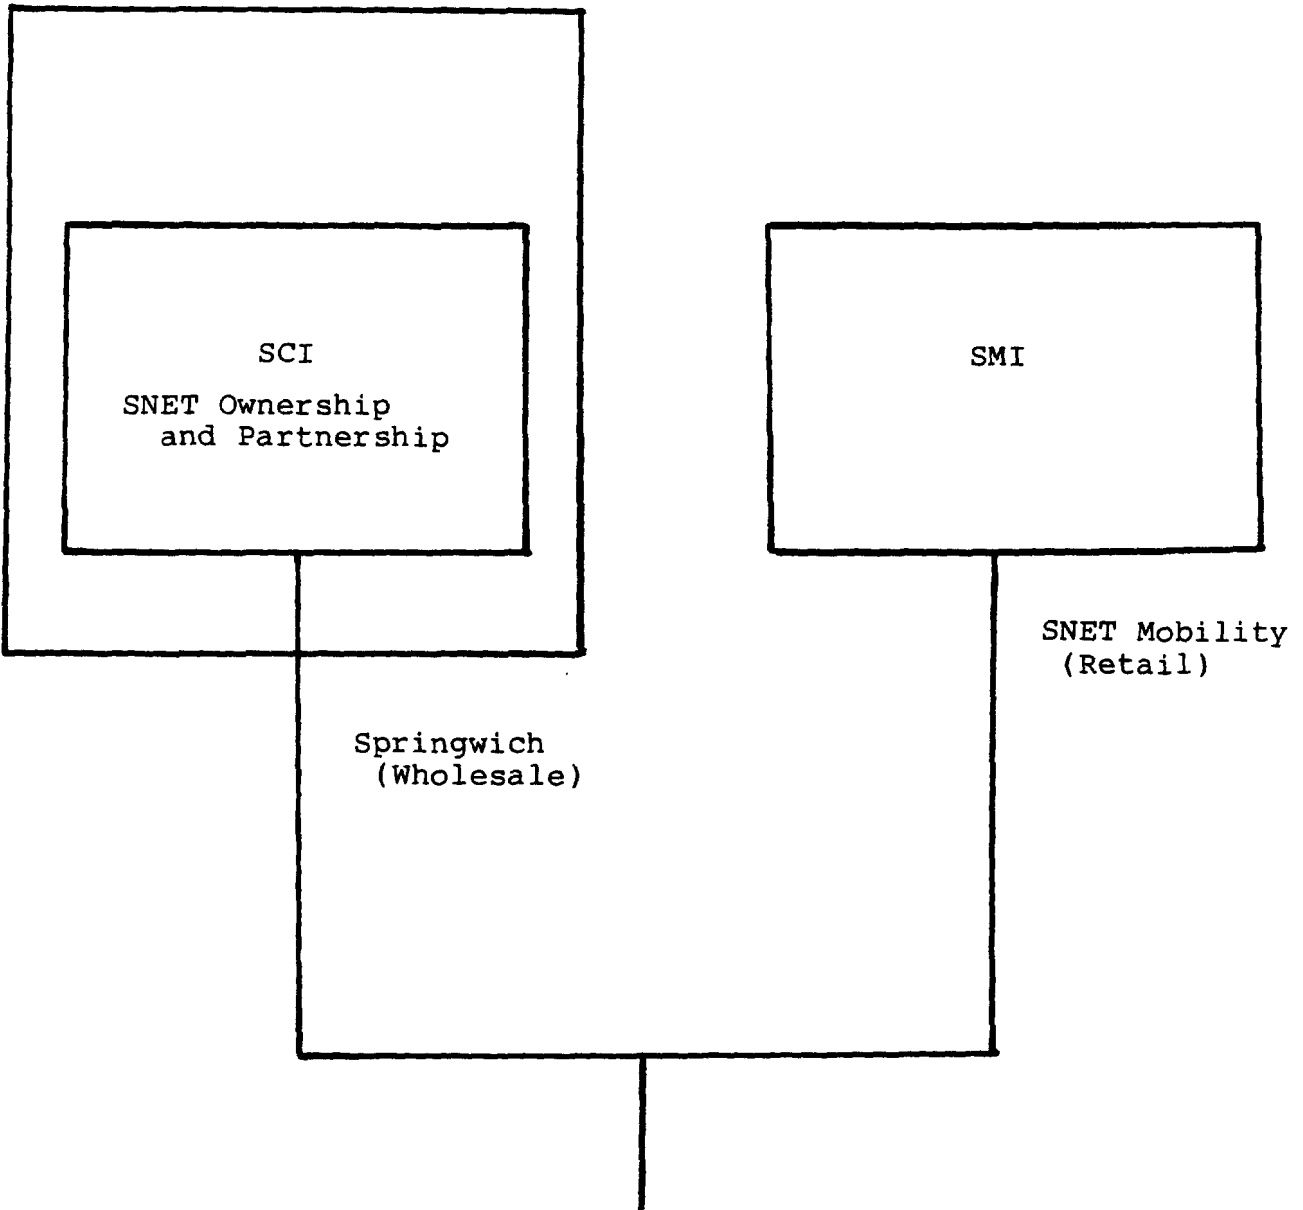 SCI
SNET Ownership
and Partnership
SMI
SNET Mobility
(Retail)
Springwich
(Wholesale)